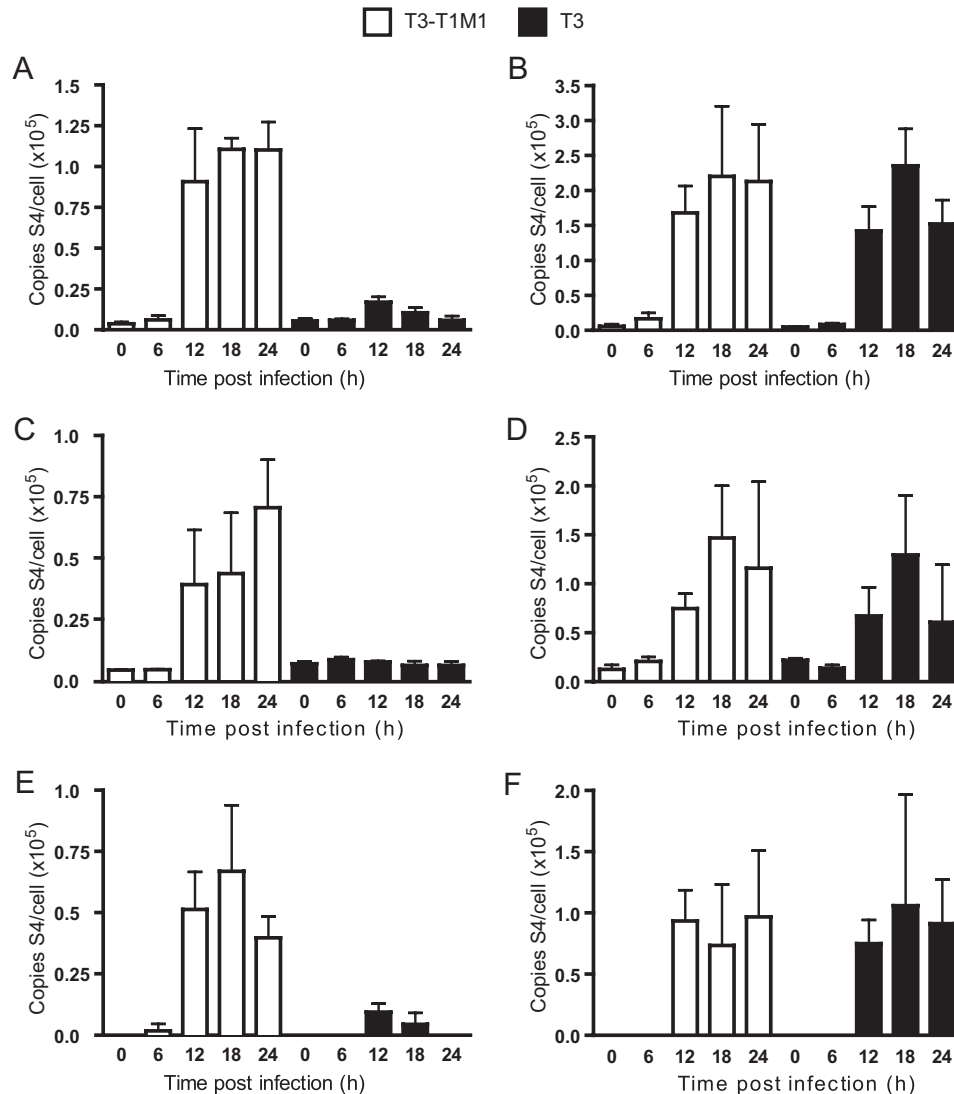 T3-T1M1 T3
A
Copies S4/cell (x10⁵)
1.5
1.25
1.0
0.75
0.5
0.25
0.0
0 6 12 18 24 0 6 12 18 24
Time post infection (h)
B
Copies S4/cell (x10⁵)
3.5
3.0
2.5
2.0
1.5
1.0
0.5
0.0
0 6 12 18 24 0 6 12 18 24
Time post infection (h)
C
Copies S4/cell (x10⁵)
1.0
0.75
0.5
0.25
0.0
0 6 12 18 24 0 6 12 18 24
Time post infection (h)
D
Copies S4/cell (x10⁵)
2.5
2.0
1.5
1.0
0.5
0.0
0 6 12 18 24 0 6 12 18 24
Time post infection (h)
E
Copies S4/cell (x10⁵)
1.0
0.75
0.5
0.25
0.0
0 6 12 18 24 0 6 12 18 24
Time post infection (h)
F
Copies S4/cell (x10⁵)
2.0
1.5
1.0
0.5
0.0
0 6 12 18 24 0 6 12 18 24
Time post infection (h)